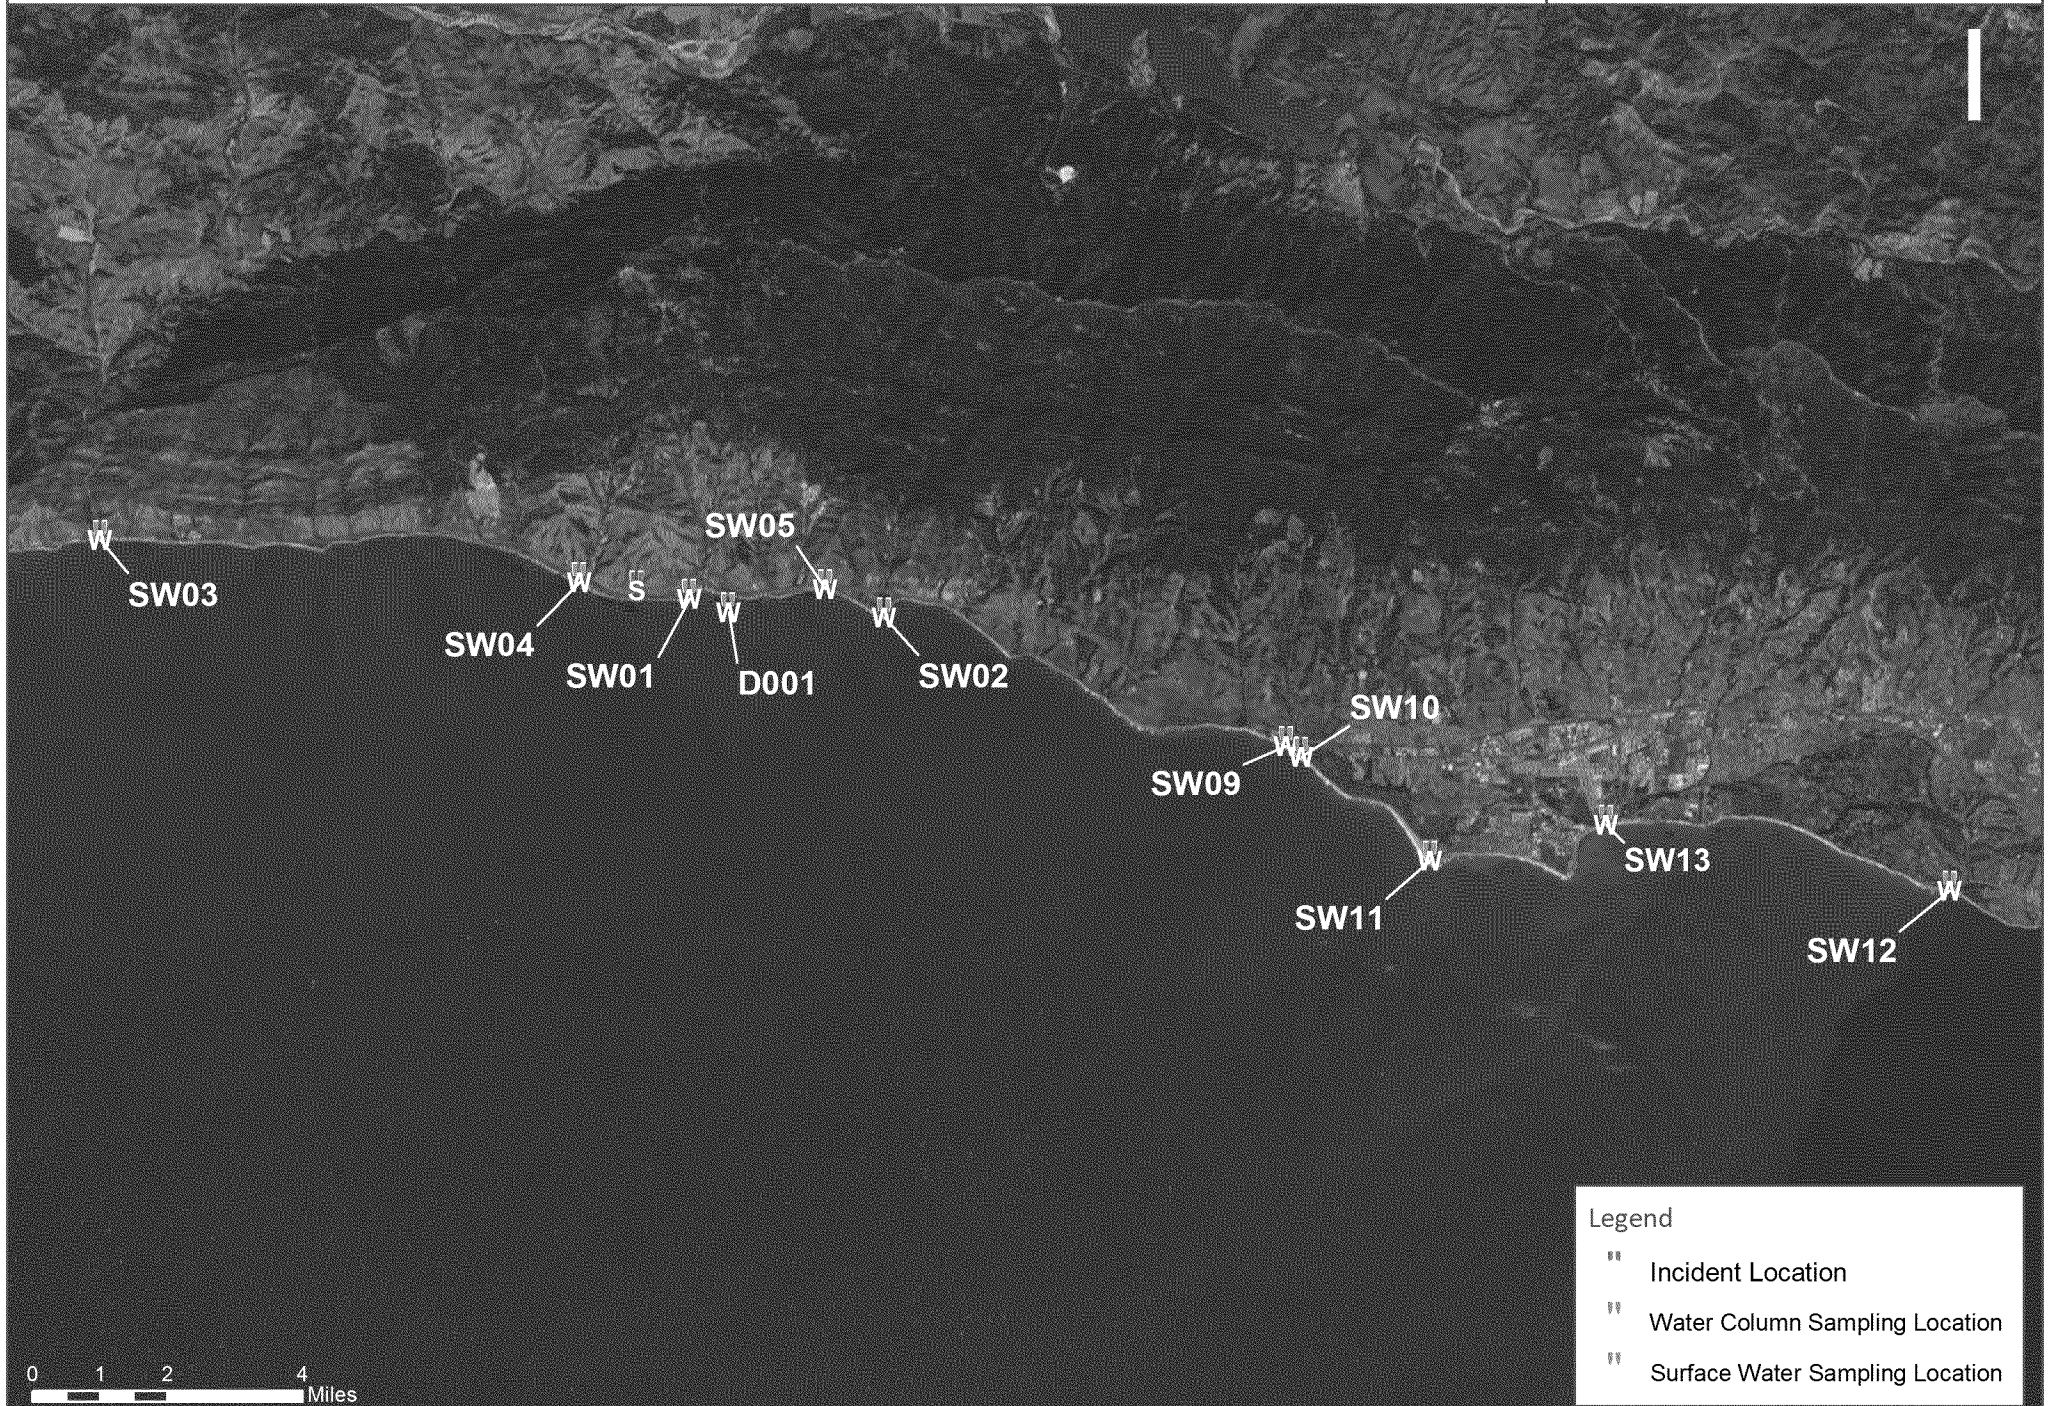 SW05
W
W
SW03
W
S
W
W
W
W
SW04
SW01
D001
SW02
SW10
W
W
SW09
W
SW13
W
SW11
W
SW12
Legend
" Incident Location
" Water Column Sampling Location
" Surface Water Sampling Location
0 1 2 4
Miles